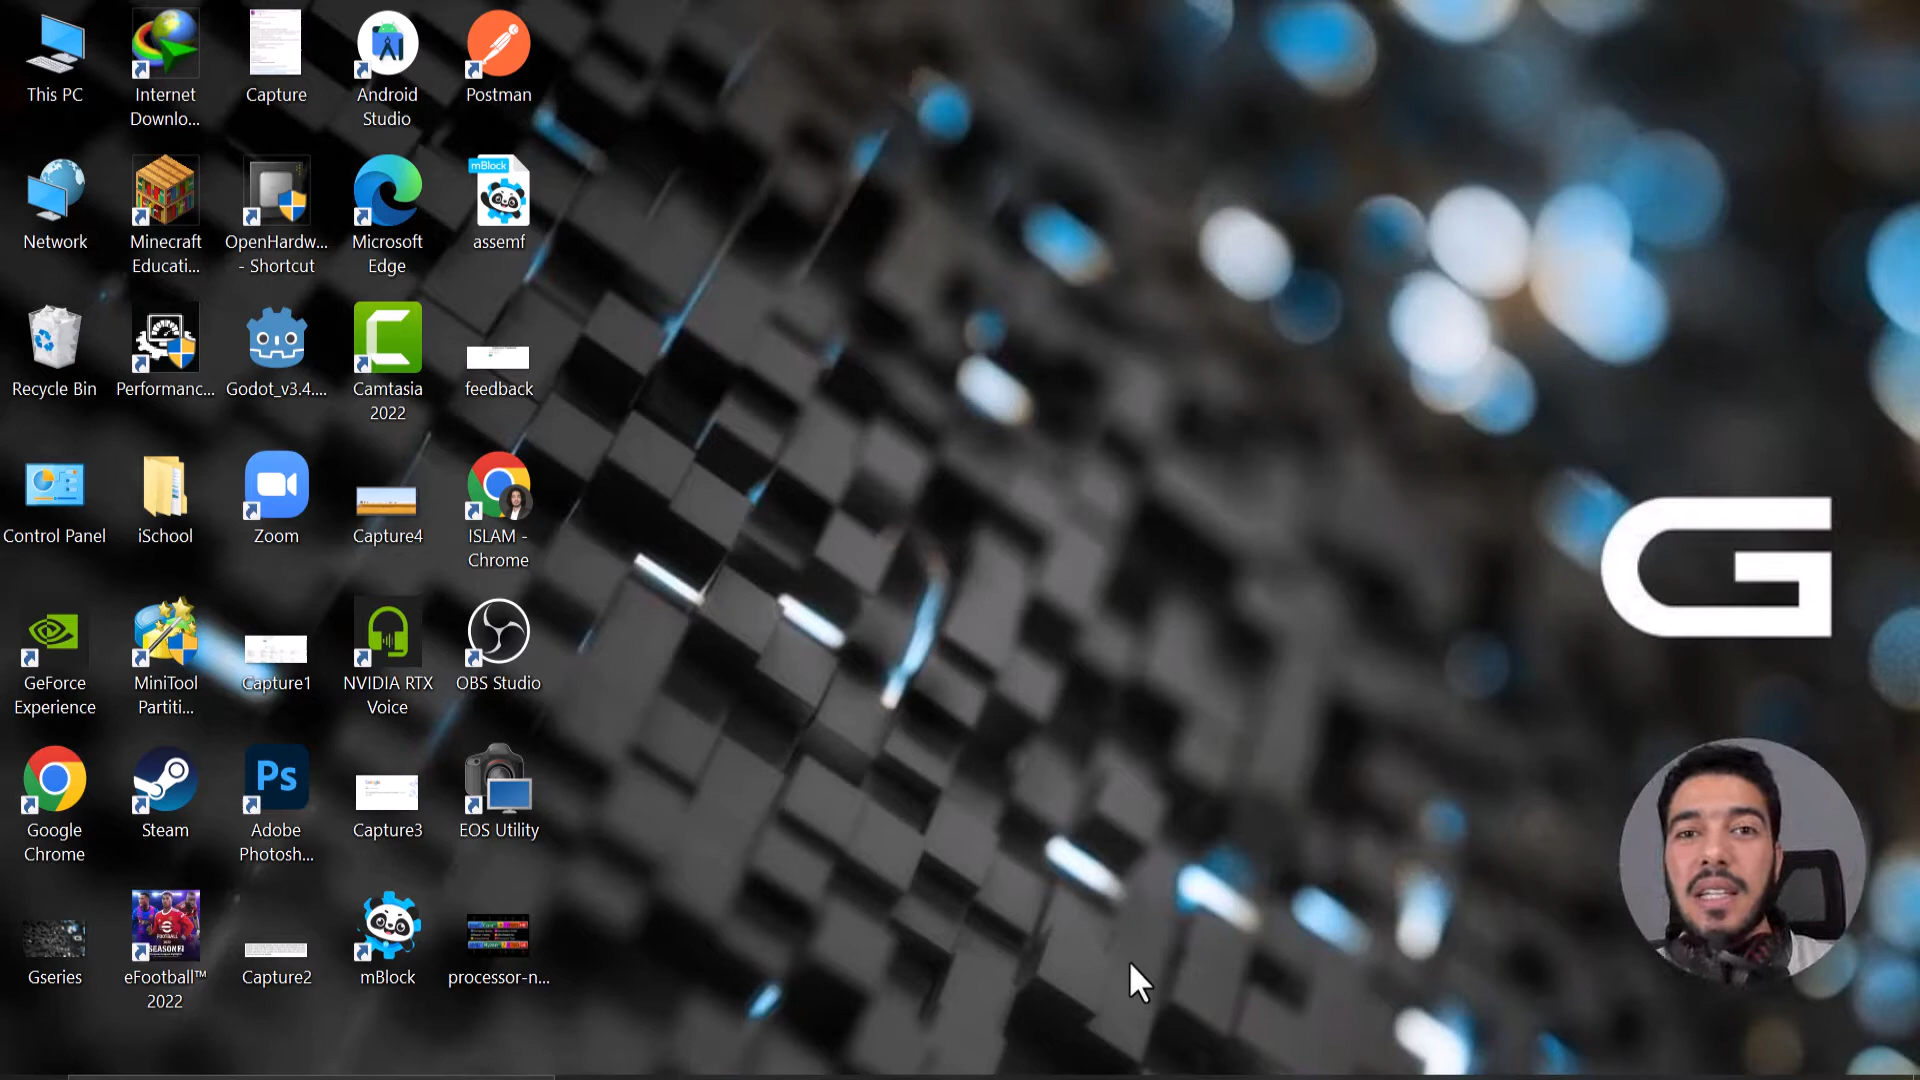 This PC
Internet
Downlo...
Capture
Android
Studio
Postman
Network
Minecraft
Educati...
OpenHardw...
- Shortcut
Microsoft
Edge
mBlock
assemf
Recycle Bin
Performanc...
Godot_v3.4....
Camtasia
2022
feedback
Control Panel
iSchool
Zoom
Capture4
ISLAM -
Chrome
GeForce
Experience
MiniTool
Partiti...
Capture1
NVIDIA RTX
Voice
OBS Studio
Google
Chrome
Steam
Ps
Adobe
Photosh...
Capture3
EOS Utility
Gseries
eFootball™
2022
Capture2
mBlock
processor-n...
G